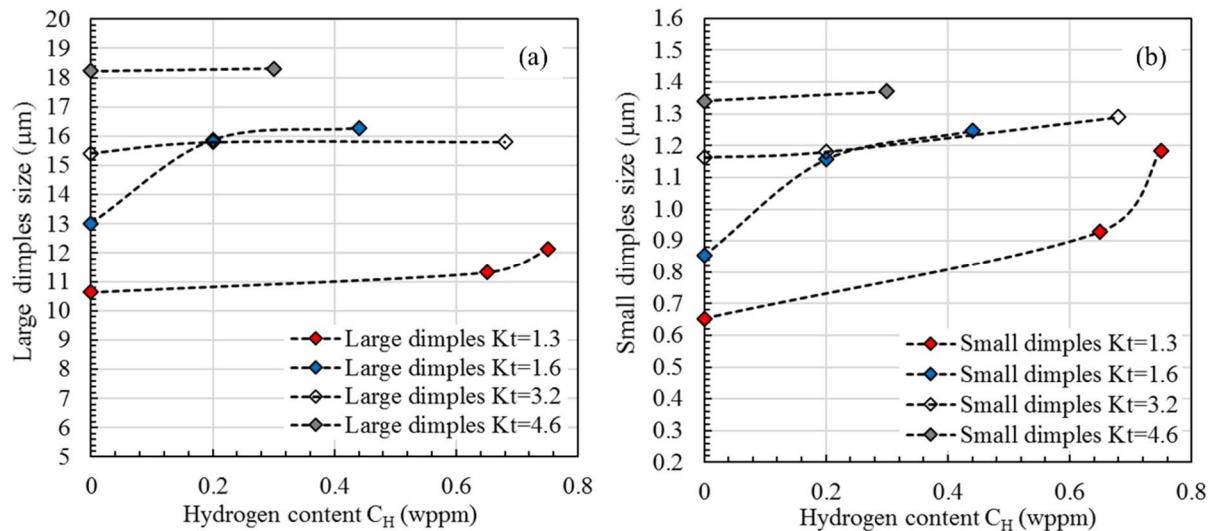 (a)
Large dimples size (µm)
20
19
18
17
16
15
14
13
12
11
10
9
8
7
6
5
Large dimples Kt=1.3
Large dimples Kt=1.6
Large dimples Kt=3.2
Large dimples Kt=4.6
0
0.2
0.4
0.6
0.8
Hydrogen content C_H (wppm)
(b)
Small dimples size (µm)
1.6
1.5
1.4
1.3
1.2
1.1
1.0
0.9
0.8
0.7
0.6
0.5
0.4
0.3
0.2
Small dimples Kt=1.3
Small dimples Kt=1.6
Small dimples Kt=3.2
Small dimples Kt=4.6
0
0.2
0.4
0.6
0.8
Hydrogen content C_H (wppm)